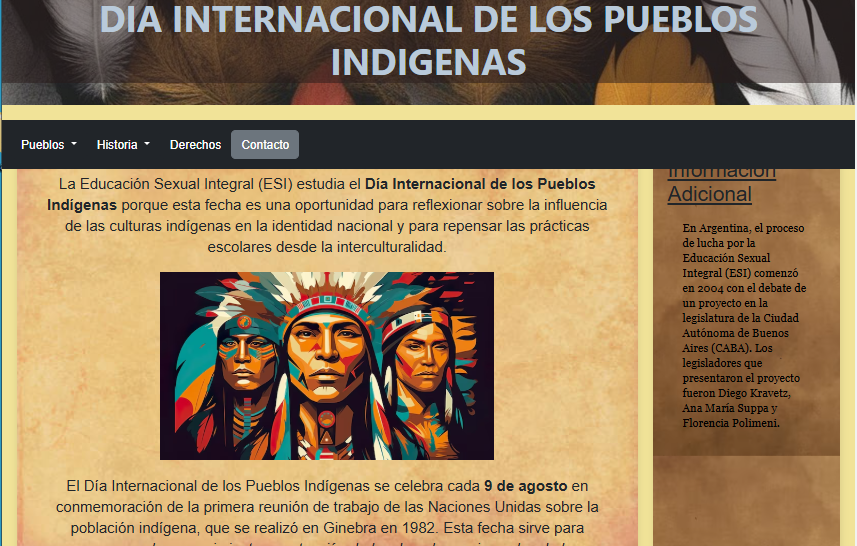 DIA INTERNACIONAL DE LOS PUEBLOS
INDIGENAS
Pueblos Historia Derechos Contacto
La Educación Sexual Integral (ESI) estudia el Día Internacional de los Pueblos
Indígenas porque esta fecha es una oportunidad para reflexionar sobre la influencia
de las culturas indígenas en la identidad nacional y para repensar las prácticas
escolares desde la interculturalidad.
El Día Internacional de los Pueblos Indígenas se celebra cada 9 de agosto en
conmemoración de la primera reunión de trabajo de las Naciones Unidas sobre la
población indígena, que se realizó en Ginebra en 1982. Esta fecha sirve para
Información
Adicional
En Argentina, el proceso
de lucha por la
Educación Sexual
Integral (ESI) comenzó
en 2004 con el debate de
un proyecto en la
legislatura de la Ciudad
Autónoma de Buenos
Aires (CABA). Los
legisladores que
presentaron el proyecto
fueron Diego Kravetz,
Ana María Suppa y
Florencia Polimeni.